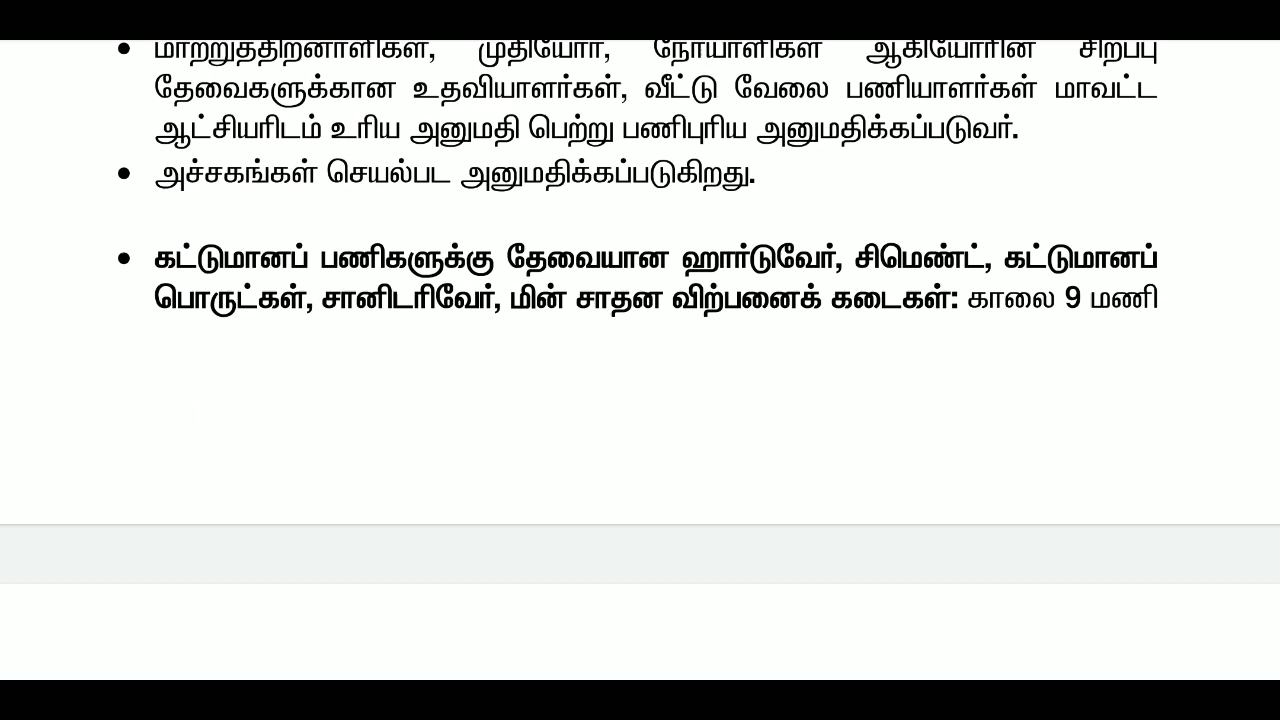 • மாற்றுத்திறனாளிகள், முதியோர், நோயாளிகள் ஆகியோரின் சிறப்பு
தேவைகளுக்கான உதவியாளர்கள், வீட்டு வேலை பணியாளர்கள் மாவட்ட
ஆட்சியரிடம் உரிய அனுமதி பெற்று பணிபுரிய அனுமதிக்கப்படுவர்.
• அச்சகங்கள் செயல்பட அனுமதிக்கப்படுகிறது.
• கட்டுமானப் பணிகளுக்கு தேவையான ஹார்டுவேர், சிமெண்ட், கட்டுமானப்
பொருட்கள், சானிடரிவேர், மின் சாதன விற்பனைக் கடைகள்: காலை 9 மணி